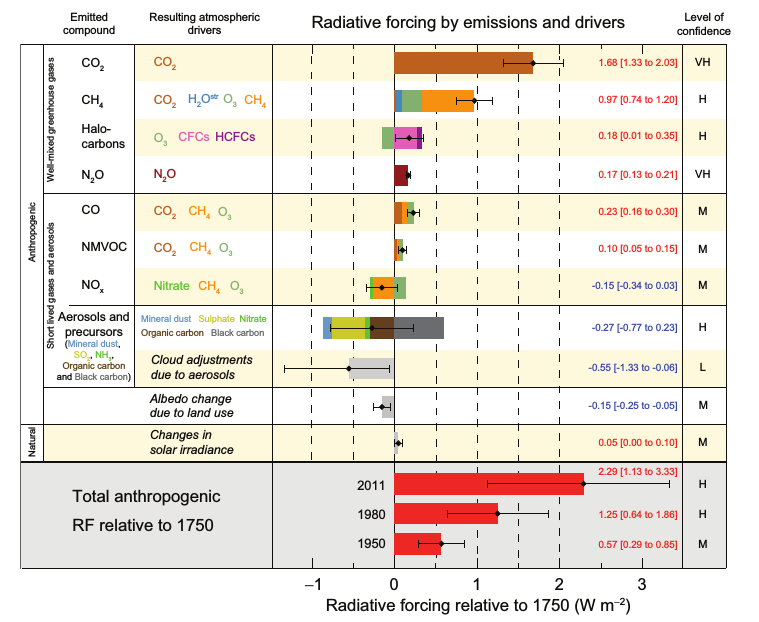 Emitted compound
Resulting atmospheric drivers
Radiative forcing by emissions and drivers
Level of confidence
Anthropogenic
Well-mixed greenhouse gases
CO2
CO2
1.68 [1.33 to 2.03]
VH
CH4
CO2 H2Ostr O3 CH4
0.97 [0.74 to 1.20]
H
Halo-
carbons
O3 CFCs HCFCs
0.18 [0.01 to 0.35]
H
N2O
N2O
0.17 [0.13 to 0.21]
VH
Short lived gases and aerosols
CO
CO2 CH4 O3
0.23 [0.16 to 0.30]
M
NMVOC
CO2 CH4 O3
0.10 [0.05 to 0.15]
M
NOx
Nitrate CH4 O3
-0.15 [-0.34 to 0.03]
M
Aerosols and
precursors
(Mineral dust,
SO2, NH3,
Organic carbon
and Black carbon)
Mineral dust Sulphate Nitrate
Organic carbon Black carbon
-0.27 [-0.77 to 0.23]
H
Cloud adjustments
due to aerosols
-0.55 [-1.33 to -0.06]
L
Albedo change
due to land use
-0.15 [-0.25 to -0.05]
M
Natural
Changes in
solar irradiance
0.05 [0.00 to 0.10]
M
Total anthropogenic
RF relative to 1750
2011
2.29 [1.13 to 3.33]
H
1980
1.25 [0.64 to 1.86]
H
1950
0.57 [0.29 to 0.85]
M
−1 0 1 2 3
Radiative forcing relative to 1750 (W m−2)